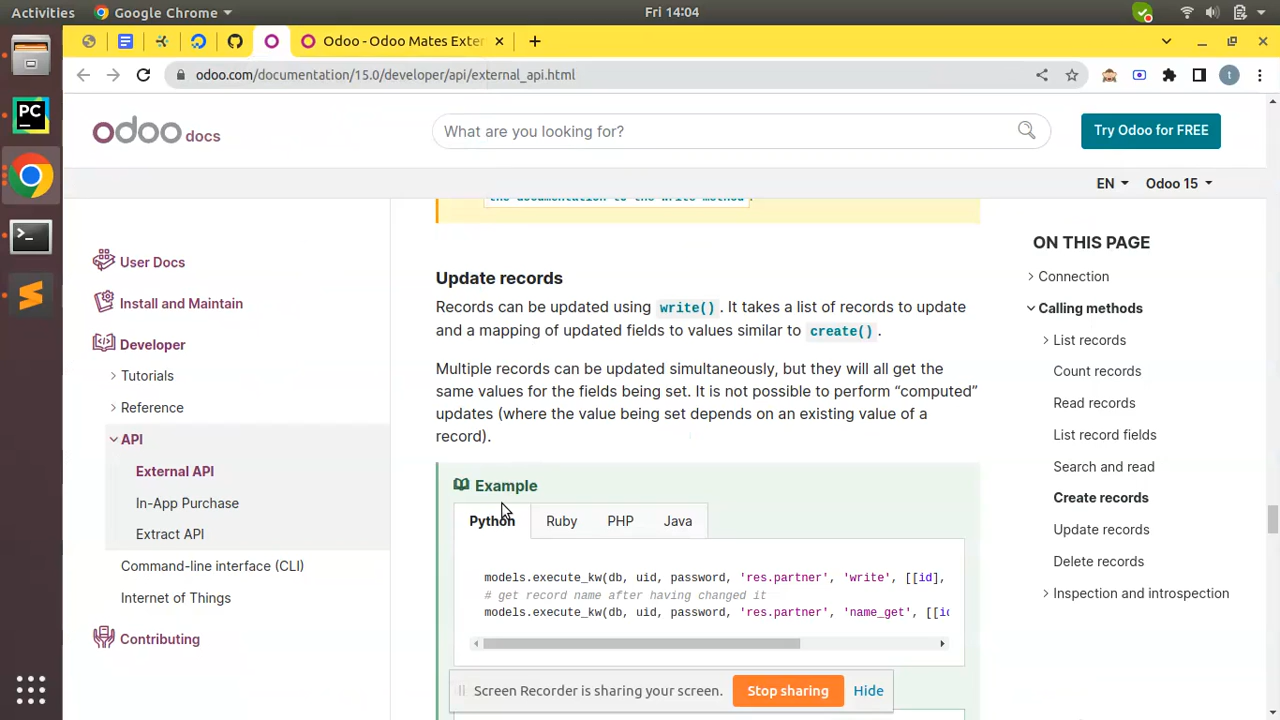 Activities
Google Chrome
Fri 14:04
Odoo - Odoo Mates Exter
odoo.com/documentation/15.0/developer/api/external_api.html
t
PC
odoo docs
What are you looking for?
Try Odoo for FREE
EN
Odoo 15
the documentation to the write method.
User Docs
Install and Maintain
Developer
Tutorials
Reference
API
External API
In-App Purchase
Extract API
Command-line interface (CLI)
Internet of Things
Contributing
Update records
Records can be updated using write(). It takes a list of records to update
and a mapping of updated fields to values similar to create().
Multiple records can be updated simultaneously, but they will all get the
same values for the fields being set. It is not possible to perform “computed”
updates (where the value being set depends on an existing value of a
record).
Example
Python
Ruby
PHP
Java
models.execute_kw(db, uid, password, 'res.partner', 'write', [[id],
# get record name after having changed it
models.execute_kw(db, uid, password, 'res.partner', 'name_get', [[id
Screen Recorder is sharing your screen.
Stop sharing
Hide
ON THIS PAGE
Connection
Calling methods
List records
Count records
Read records
List record fields
Search and read
Create records
Update records
Delete records
Inspection and introspection